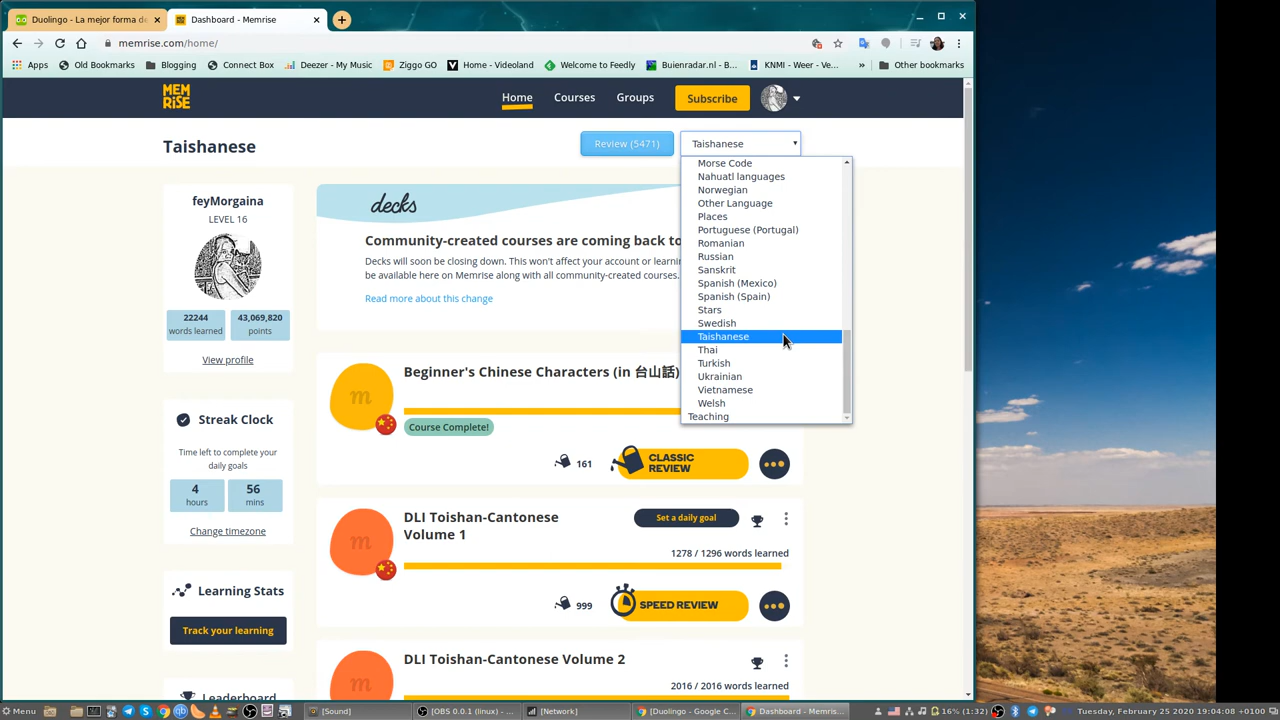 Duolingo - La mejor forma de
Dashboard - Memrise
memrise.com/home/
Apps
Old Bookmarks
Blogging
Connect Box
Deezer - My Music
Ziggo GO
Home - Videoland
Welcome to Feedly
Buienradar.nl - B...
KNMI - Weer - Ve...
»
Other bookmarks
MEM
RiSE
Home
Courses
Groups
Subscribe
Taishanese
Review (5471)
Taishanese
Morse Code
Nahuatl languages
Norwegian
Other Language
Places
Portuguese (Portugal)
Romanian
Russian
Sanskrit
Spanish (Mexico)
Spanish (Spain)
Stars
Swedish
Taishanese
Thai
Turkish
Ukrainian
Vietnamese
Welsh
Teaching
feyMorgaina
LEVEL 16
22244
words learned
43,069,820
points
View profile
Streak Clock
Time left to complete your
daily goals
4
hours
56
mins
Change timezone
Learning Stats
Track your learning
Leaderboard
decks
Community-created courses are coming back to
Decks will soon be closing down. This won't affect your account or learni
be available here on Memrise along with all community-created courses.
Read more about this change
m
Beginner's Chinese Characters (in 台山話)
Course Complete!
161
CLASSIC
REVIEW
m
DLI Toishan-Cantonese
Volume 1
Set a daily goal
1278 / 1296 words learned
999
SPEED REVIEW
m
DLI Toishan-Cantonese Volume 2
2016 / 2016 words learned
Menu
[Sound]
[OBS 0.0.1 (linux) - ...
[Network]
[Duolingo - Google C...
Dashboard - Memris...
16% (1:32)
Tuesday, February 25 2020 19:04:08 +0100